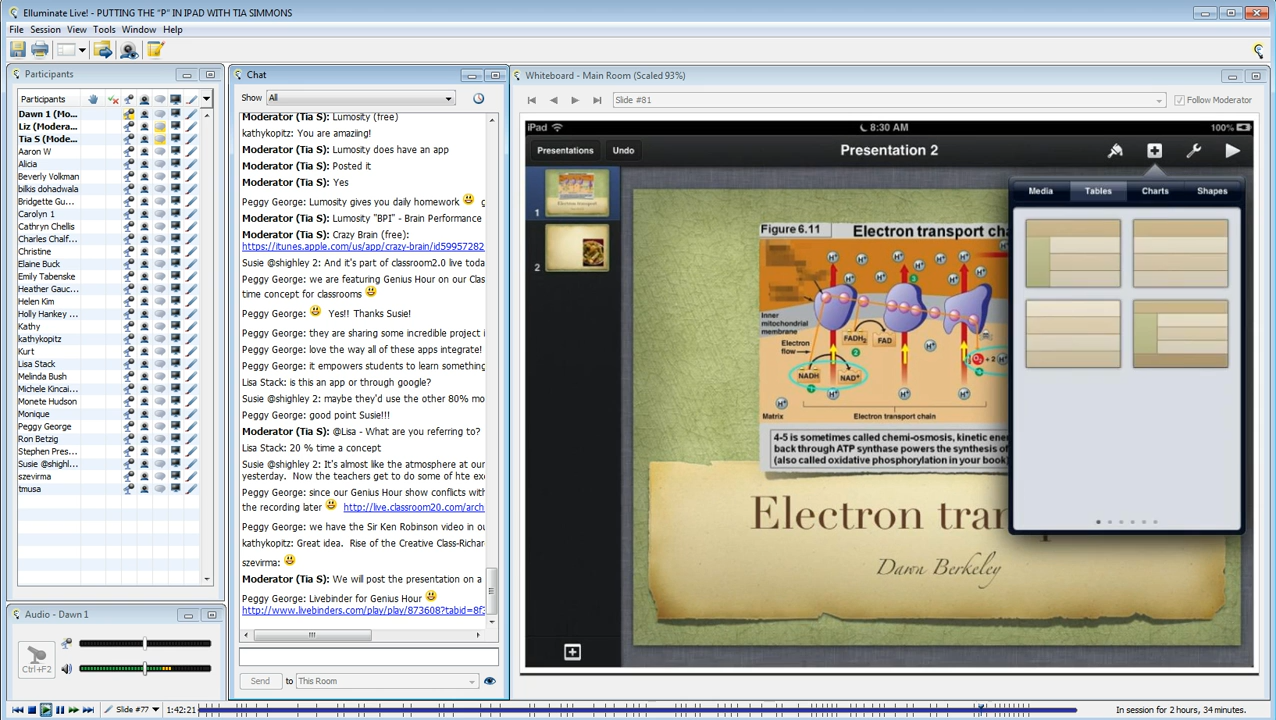 Elluminate Live! - PUTTING THE "P" IN IPAD WITH TIA SIMMONS
File Session View Tools Window Help
Participants
Participants
Dawn 1 (Mo...
Liz (Modera...
Tia S (Mode...
Aaron W
Alicia
Beverly Volkman
bilkis dohadwala
Bridgette Gu...
Carolyn 1
Cathryn Chellis
Charles Chalf...
Christine
Elaine Buck
Emily Tabenske
Heather Gauc...
Helen Kim
Holly Hankey ...
Kathy
kathykopitz
Kurt
Lisa Stack
Melinda Bush
Michele Kincai...
Monete Hudson
Monique
Peggy George
Ron Betzig
Stephen Pres...
Susie @shighl...
szevirma
tmusa
Audio - Dawn 1
Ctrl+F2
Chat
Show All
Moderator (Tia S): Lumosity (free)
kathykopitz: You are amazing!
Moderator (Tia S): Lumosity does have an app
Moderator (Tia S): Posted it
Moderator (Tia S): Yes
Peggy George: Lumosity gives you daily homework 😀 g
Moderator (Tia S): Lumosity "BPI" - Brain Performance
Moderator (Tia S): Crazy Brain (free):
https://itunes.apple.com/us/app/crazy-brain/id59957282
Susie @shighley 2: And it's part of classroom2.0 live toda
Peggy George: we are featuring Genius Hour on our Clas
time concept for classrooms 😀
Peggy George: 😀 Yes!! Thanks Susie!
Peggy George: they are sharing some incredible project i
Peggy George: love the way all of these apps integrate!
Peggy George: it empowers students to learn something
Lisa Stack: is this an app or through google?
Susie @shighley 2: maybe they'd use the other 80% mo
Peggy George: good point Susie!!!
Moderator (Tia S): @Lisa - What are you referring to?
Lisa Stack: 20 % time a concept
Susie @shighley 2: It's almost like the atmosphere at our
yesterday. Now the teachers get to do some of hte exc
Peggy George: since our Genius Hour show conflicts with
the recording later 😀 http://live.classroom20.com/arch
Peggy George: we have the Sir Ken Robinson video in ou
kathykopitz: Great idea. Rise of the Creative Class-Richar
szevirma: 😀
Moderator (Tia S): We will post the presentation on a
Peggy George: Livebinder for Genius Hour 😀
http://www.livebinders.com/play/play/873608?tabid=8f3
Send to This Room
Whiteboard - Main Room (Scaled 93%)
Slide #81
Follow Moderator
iPad 8:30 AM 100%
Presentations Undo Presentation 2
Media Tables Charts Shapes
1
2
Figure 6.11 Electron transport cha
Inner
mitochondrial
membrane
Electron
flow
FADH2 FAD
NADH NAD+
Matrix
Electron transport chain
4-5 is sometimes called chemi-osmosis, kinetic ene
back through ATP synthase powers the synthesis of
(also called oxidative phosphorylation in your book)
Electron tran
Dawn Berkeley
Slide #77 1:42:21
In session for 2 hours, 34 minutes.